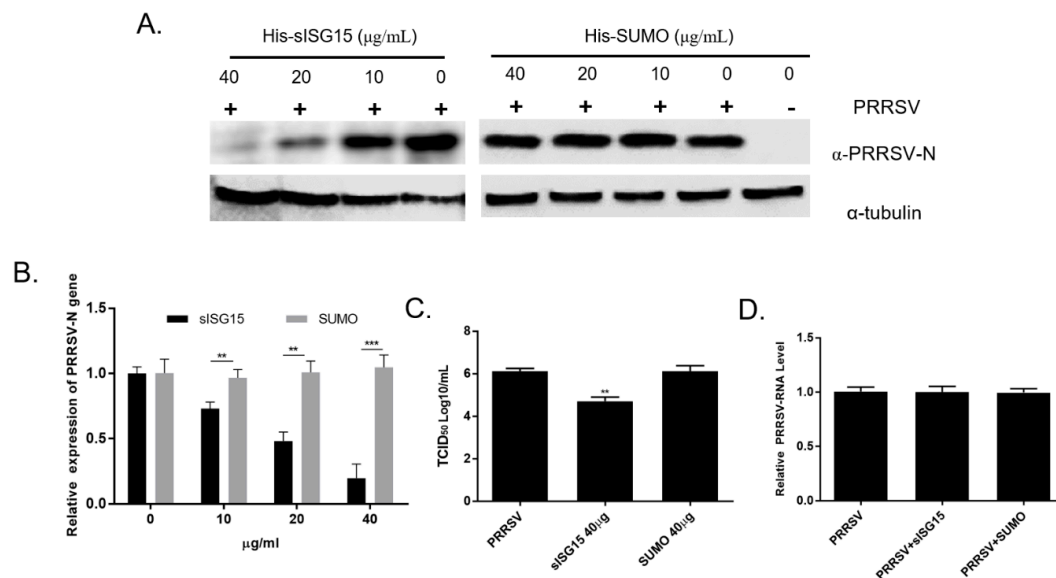 A.
His-sISG15 (μg/mL) His-SUMO (μg/mL)
40 20 10 0 40 20 10 0 0
+ + + + + + + + - PRRSV
α-PRRSV-N
α-tubulin
B.
Relative expression of PRRSV-N gene
1.5
1.0
0.5
0.0
sISG15 SUMO
** ** ***
0 10 20 40
μg/ml
C.
TCID50 Log10/mL
8
6
4
2
0
**
PRRSV
sISG15 40μg
SUMO 40μg
D.
Relative PRRSV-RNA Level
1.5
1.0
0.5
0.0
PRRSV
PRRSV+sISG15
PRRSV+SUMO